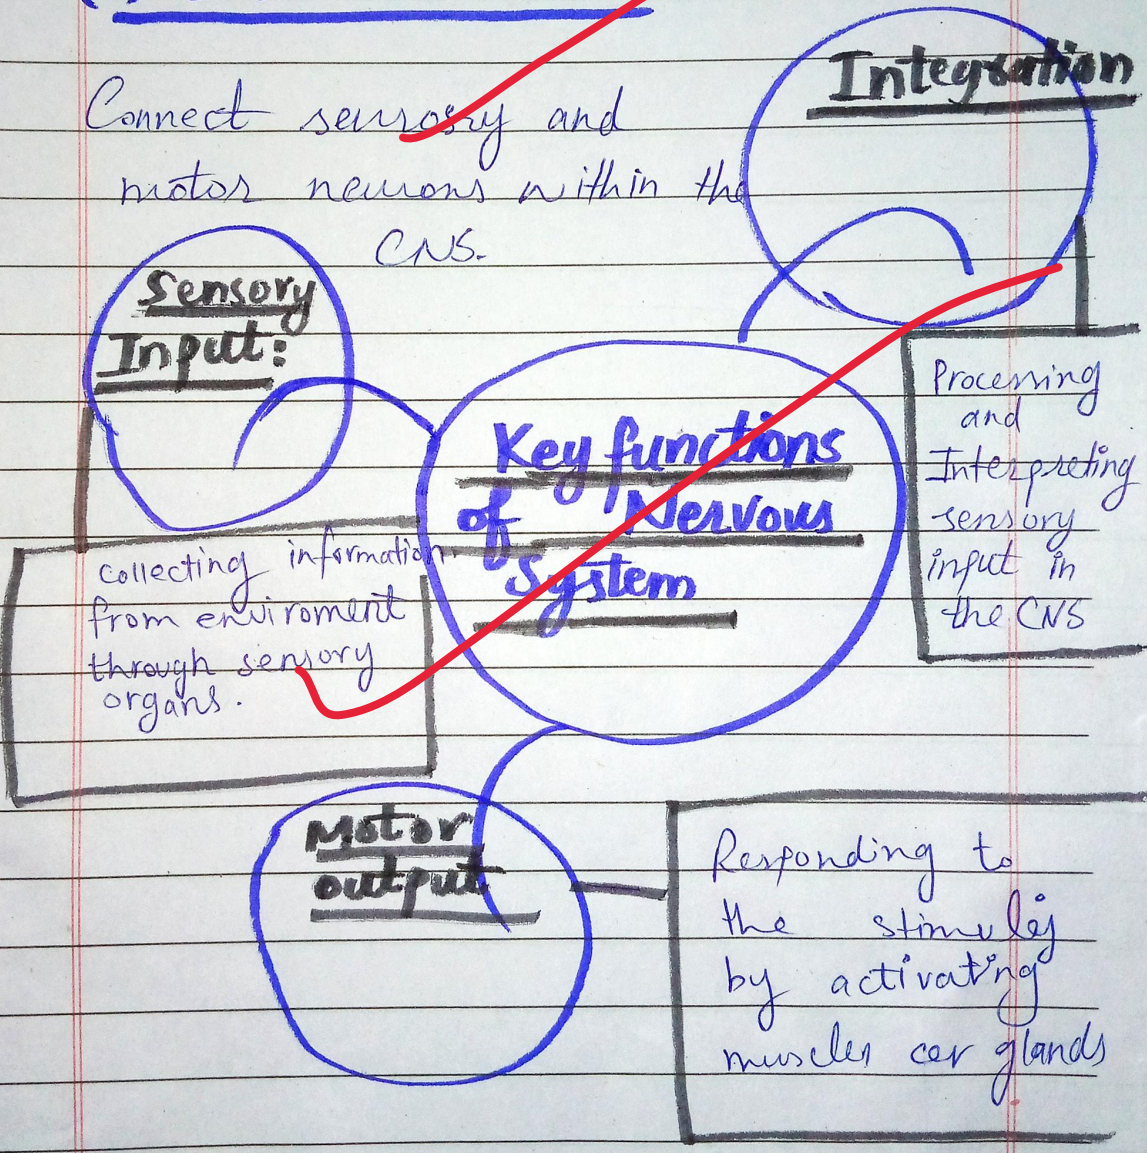 Connect sensory and
motor neurons within the
CNS.
Integration
Sensory
Input:
Processing
and
Interpreting
sensory
input in
the CNS
Key functions
of Nervous
System
Collecting information
from enviroment
through sensory
organs.
Motor
output
Responding to
the stimuli
by activating
muscles or glands